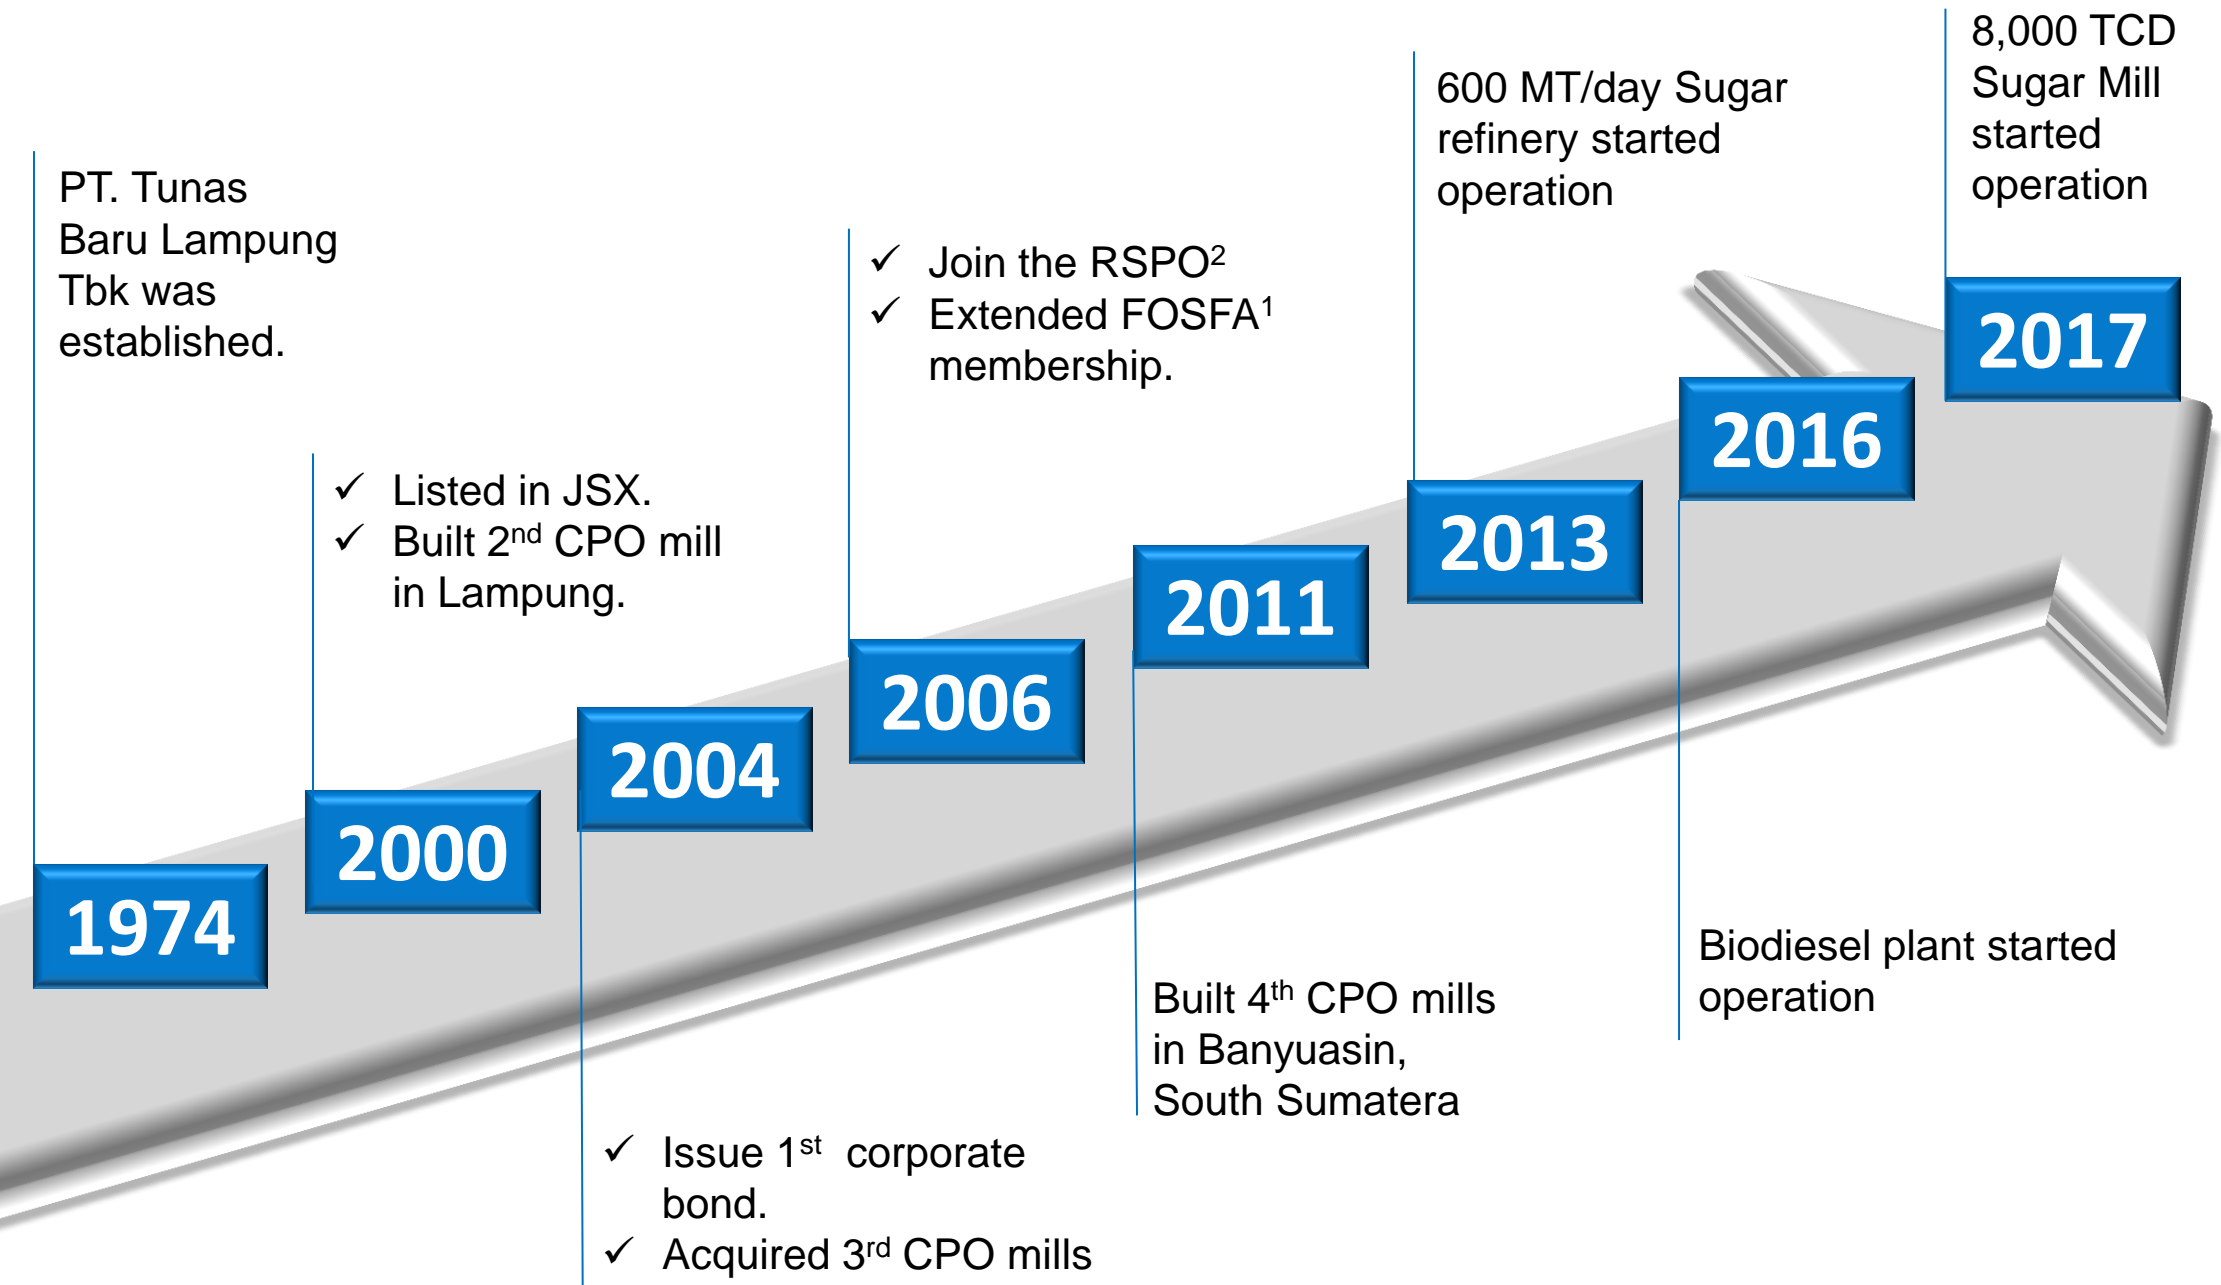 PT. Tunas
Baru Lampung
Tbk was
established.
1974
✓ Listed in JSX.
✓ Built 2nd CPO mill
in Lampung.
2000
2004
✓ Issue 1st corporate
bond.
✓ Acquired 3rd CPO mills
✓ Join the RSPO²
✓ Extended FOSFA¹
membership.
2006
2011
Built 4th CPO mills
in Banyuasin,
South Sumatera
600 MT/day Sugar
refinery started
operation
2013
2016
Biodiesel plant started
operation
8,000 TCD
Sugar Mill
started
operation
2017